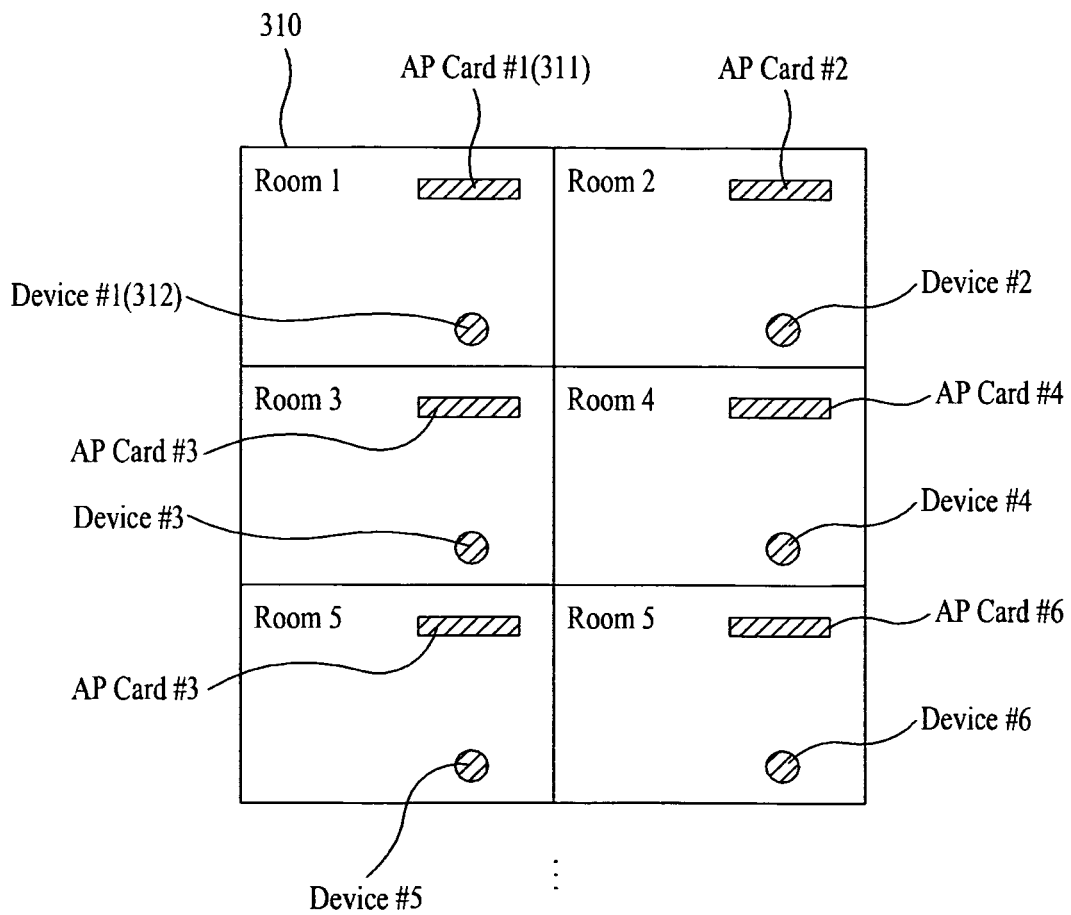 310
AP Card #1(311)
AP Card #2
Room 1
Room 2
Device #1(312)
Device #2
Room 3
Room 4
AP Card #4
AP Card #3
Device #3
Device #4
Room 5
Room 5
AP Card #6
AP Card #3
Device #6
Device #5